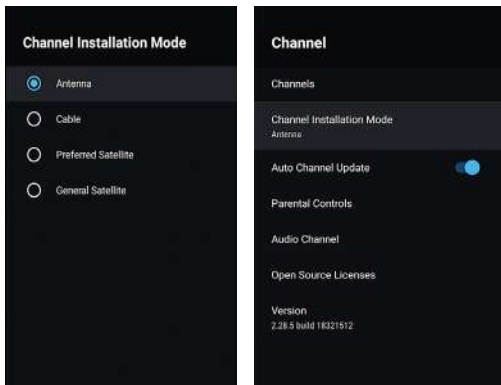 Channel Installation Mode
Antenna
Cable
Preferred Satellite
General Satellite
Channel
Channels
Channel Installation Mode
Antenna
Auto Channel Update
Parental Controls
Audio Channel
Open Source Licenses
Version
2.28.5 build 18321512